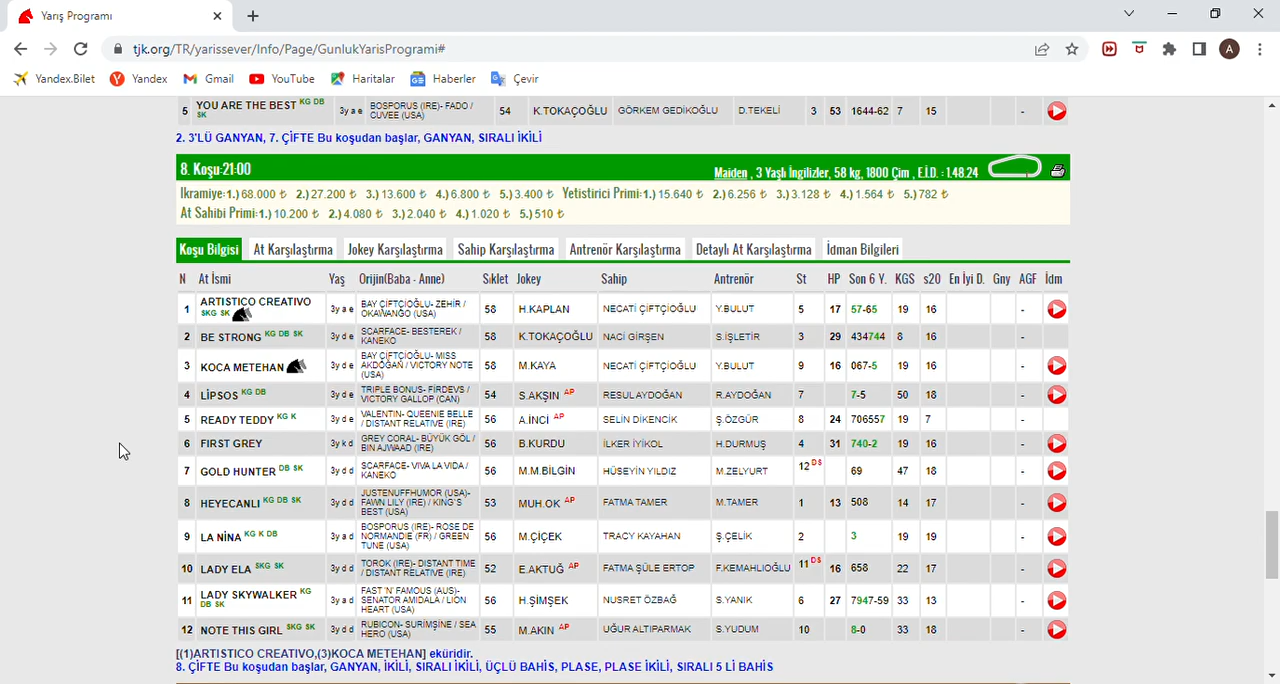 Yarış Programı
tjk.org/TR/yarissever/Info/Page/GunlukYarisProgrami#
A
Yandex.Bilet Yandex Gmail YouTube Haritalar Haberler Çevir
5 YOU ARE THE BEST KG DB SK 3y a e BOSPORUS (IRE)- FADO / CUVEE (USA) 54 K.TOKAÇOĞLU GÖRKEM GEDİKOĞLU D.TEKELİ 3 53 1644-62 7 15 -
2. 3'LÜ GANYAN, 7. ÇİFTE Bu koşudan başlar, GANYAN, SIRALI İKİLİ
8. Koşu:21:00 Maiden , 3 Yaşlı İngilizler, 58 kg, 1800 Çim , E.İ.D. : 1.48.24
İkramiye:1.) 68.000 ₺ 2.) 27.200 ₺ 3.) 13.600 ₺ 4.) 6.800 ₺ 5.) 3.400 ₺ Yetistirici Primi:1.) 15.640 ₺ 2.) 6.256 ₺ 3.) 3.128 ₺ 4.) 1.564 ₺ 5.) 782 ₺
At Sahibi Primi:1.) 10.200 ₺ 2.) 4.080 ₺ 3.) 2.040 ₺ 4.) 1.020 ₺ 5.) 510 ₺
Koşu Bilgisi At Karşılaştırma Jokey Karşılaştırma Sahip Karşılaştırma Antrenör Karşılaştırma Detaylı At Karşılaştırma İdman Bilgileri
N At İsmi Yaş Orijin(Baba - Anne) Sıklet Jokey Sahip Antrenör St HP Son 6 Y. KGS s20 En İyi D. Gny AGF İdm
1 ARTISTICO CREATIVO SKG SK 3y a e BAY ÇİFTÇİOĞLU- ZEHİR / OKAWANGO (USA) 58 H.KAPLAN NECATİ ÇİFTÇİOĞLU Y.BULUT 5 17 57-65 19 16 -
2 BE STRONG KG DB SK 3y d e SCARFACE- BESTEREK / KANEKO 58 K.TOKAÇOĞLU NACİ GİRŞEN S.İŞLETİR 3 29 434744 8 16 -
3 KOCA METEHAN 3y d e BAY ÇİFTÇİOĞLU- MISS AKDOĞAN / VICTORY NOTE (USA) 58 M.KAYA NECATİ ÇİFTÇİOĞLU Y.BULUT 9 16 067-5 19 16 -
4 LİPSOS KG DB 3y d e TRIPLE BONUS- FİRDEVS / VICTORY GALLOP (CAN) 54 S.AKŞIN AP RESUL AYDOĞAN R.AYDOĞAN 7 7-5 50 18 -
5 READY TEDDY KG K 3y d e VALENTIN- QUEENIE BELLE / DISTANT RELATIVE (IRE) 56 A.İNCİ AP SELİN DİKENCİK Ş.ÖZGÜR 8 24 706557 19 7 -
6 FIRST GREY 3y k d GREY CORAL- BÜYÜK GÖL / BIN AJWAAD (IRE) 56 B.KURDU İLKER İYİKOL H.DURMUŞ 4 31 740-2 19 16 -
7 GOLD HUNTER DB SK 3y d d SCARFACE- VIVA LA VIDA / KANEKO 56 M.M.BİLGİN HÜSEYİN YILDIZ M.ZELYURT 12 DS 69 47 18 -
8 HEYECANLI KG DB SK 3y d d JUSTENUFFHUMOR (USA)- FAWN LILY (IRE) / KING'S BEST (USA) 53 MUH.OK AP FATMA TAMER M.TAMER 1 13 508 14 17 -
9 LA NİNA KG K DB 3y a d BOSPORUS (IRE)- ROSE DE NORMANDIE (FR) / GREEN TUNE (USA) 56 M.ÇİÇEK TRACY KAYAHAN Ş.ÇELİK 2 3 19 19 -
10 LADY ELA SKG SK 3y d d TOROK (IRE)- DISTANT TIME / DISTANT RELATIVE (IRE) 52 E.AKTUĞ AP FATMA ŞULE ERTOP F.KEMAHLIOĞLU 11 DS 16 658 22 17 -
11 LADY SKYWALKER KG DB SK 3y a d FAST 'N' FAMOUS (AUS)- SENATOR AMIDALA / LION HEART (USA) 56 H.ŞİMŞEK NUSRET ÖZBAĞ S.YANIK 6 27 7947-59 33 13 -
12 NOTE THIS GIRL SKG SK 3y d d RUBICON- SURİMŞİNE / SEA HERO (USA) 55 M.AKIN AP UĞUR ALTIPARMAK S.YUDUM 10 8-0 33 18 -
[(1)ARTISTICO CREATIVO,(3)KOCA METEHAN] eküridir.
8. ÇİFTE Bu koşudan başlar, GANYAN, İKİLİ, SIRALI İKİLİ, ÜÇLÜ BAHİS, PLASE, PLASE İKİLİ, SIRALI 5 Lİ BAHİS